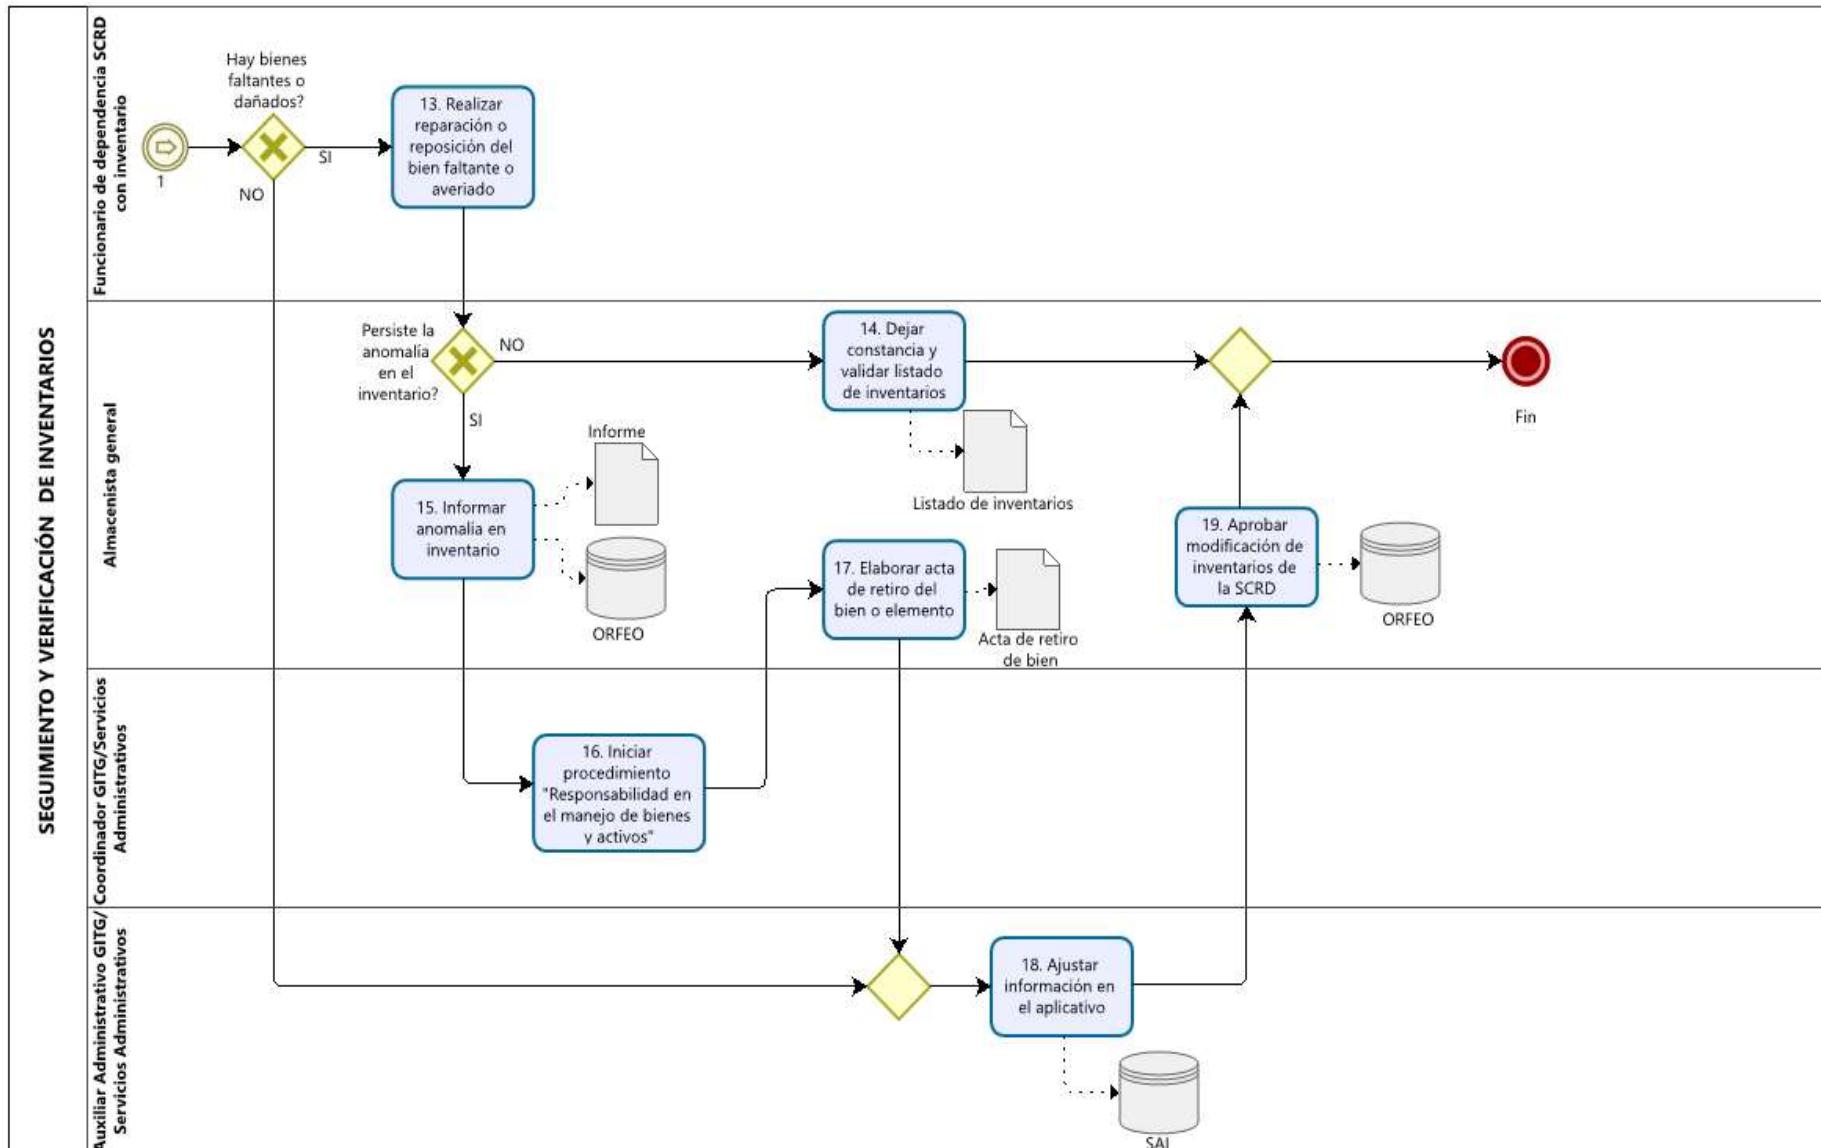 SEGUIMIENTO Y VERIFICACIÓN DE INVENTARIOS
Funcionario de dependencia SCRD
con inventario
Hay bienes
faltantes o
dañados?
1
SI
NO
13. Realizar
reparación o
reposición del
bien faltante o
averiado
Almacenista general
Persiste la
anomalía
en el
inventario?
NO
SI
14. Dejar
constancia y
validar listado
de inventarios
Listado de inventarios
Fin
Informe
15. Informar
anomalia en
inventario
ORFEO
17. Elaborar acta
de retiro del
bien o elemento
Acta de retiro
de bien
19. Aprobar
modificación de
inventarios de
la SCRD
ORFEO
Coordinador GITG/Servicios
Administrativos
16. Iniciar
procedimiento
"Responsabilidad en
el manejo de bienes
y activos"
Auxiliar Administrativo GITG/
Servicios Administrativos
18. Ajustar
información en
el aplicativo
SAI